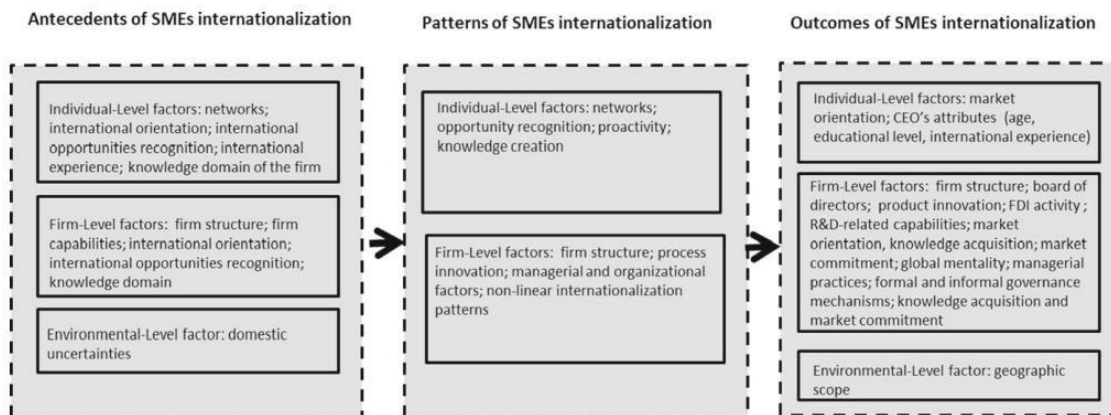 Antecedents of SMEs internationalization
Individual-Level factors: networks;
international orientation; international
opportunities recognition; international
experience; knowledge domain of the firm
Firm-Level factors: firm structure; firm
capabilities; international orientation;
international opportunities recognition;
knowledge domain
Environmental-Level factor: domestic
uncertainties
Patterns of SMEs internationalization
Individual-Level factors: networks;
opportunity recognition; proactivity;
knowledge creation
Firm-Level factors: firm structure; process
innovation; managerial and organizational
factors; non-linear internationalization
patterns
Outcomes of SMEs internationalization
Individual-Level factors: market
orientation; CEO's attributes (age,
educational level, international experience)
Firm-Level factors: firm structure; board of
directors; product innovation; FDI activity ;
R&D-related capabilities; market
orientation, knowledge acquisition; market
commitment; global mentality; managerial
practices; formal and informal governance
mechanisms; knowledge acquisition and
market commitment
Environmental-Level factor: geographic
scope